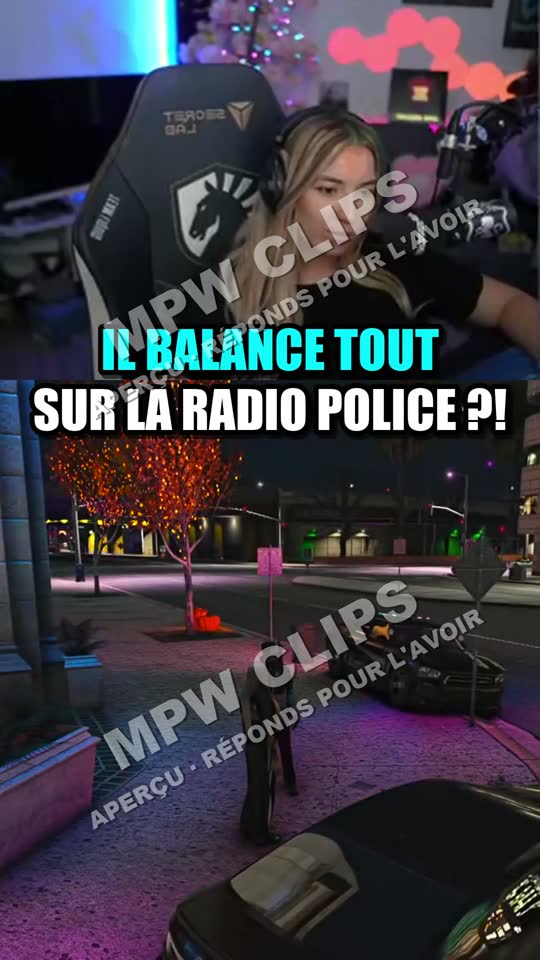 SECRET
LAB
TEAM LIQUID
MPW CLIPS
APERÇU · RÉPONDS POUR L'AVOIR
IL BALANCE TOUT
SUR LA RADIO POLICE ?!
MPW CLIPS
APERÇU · RÉPONDS POUR L'AVOIR